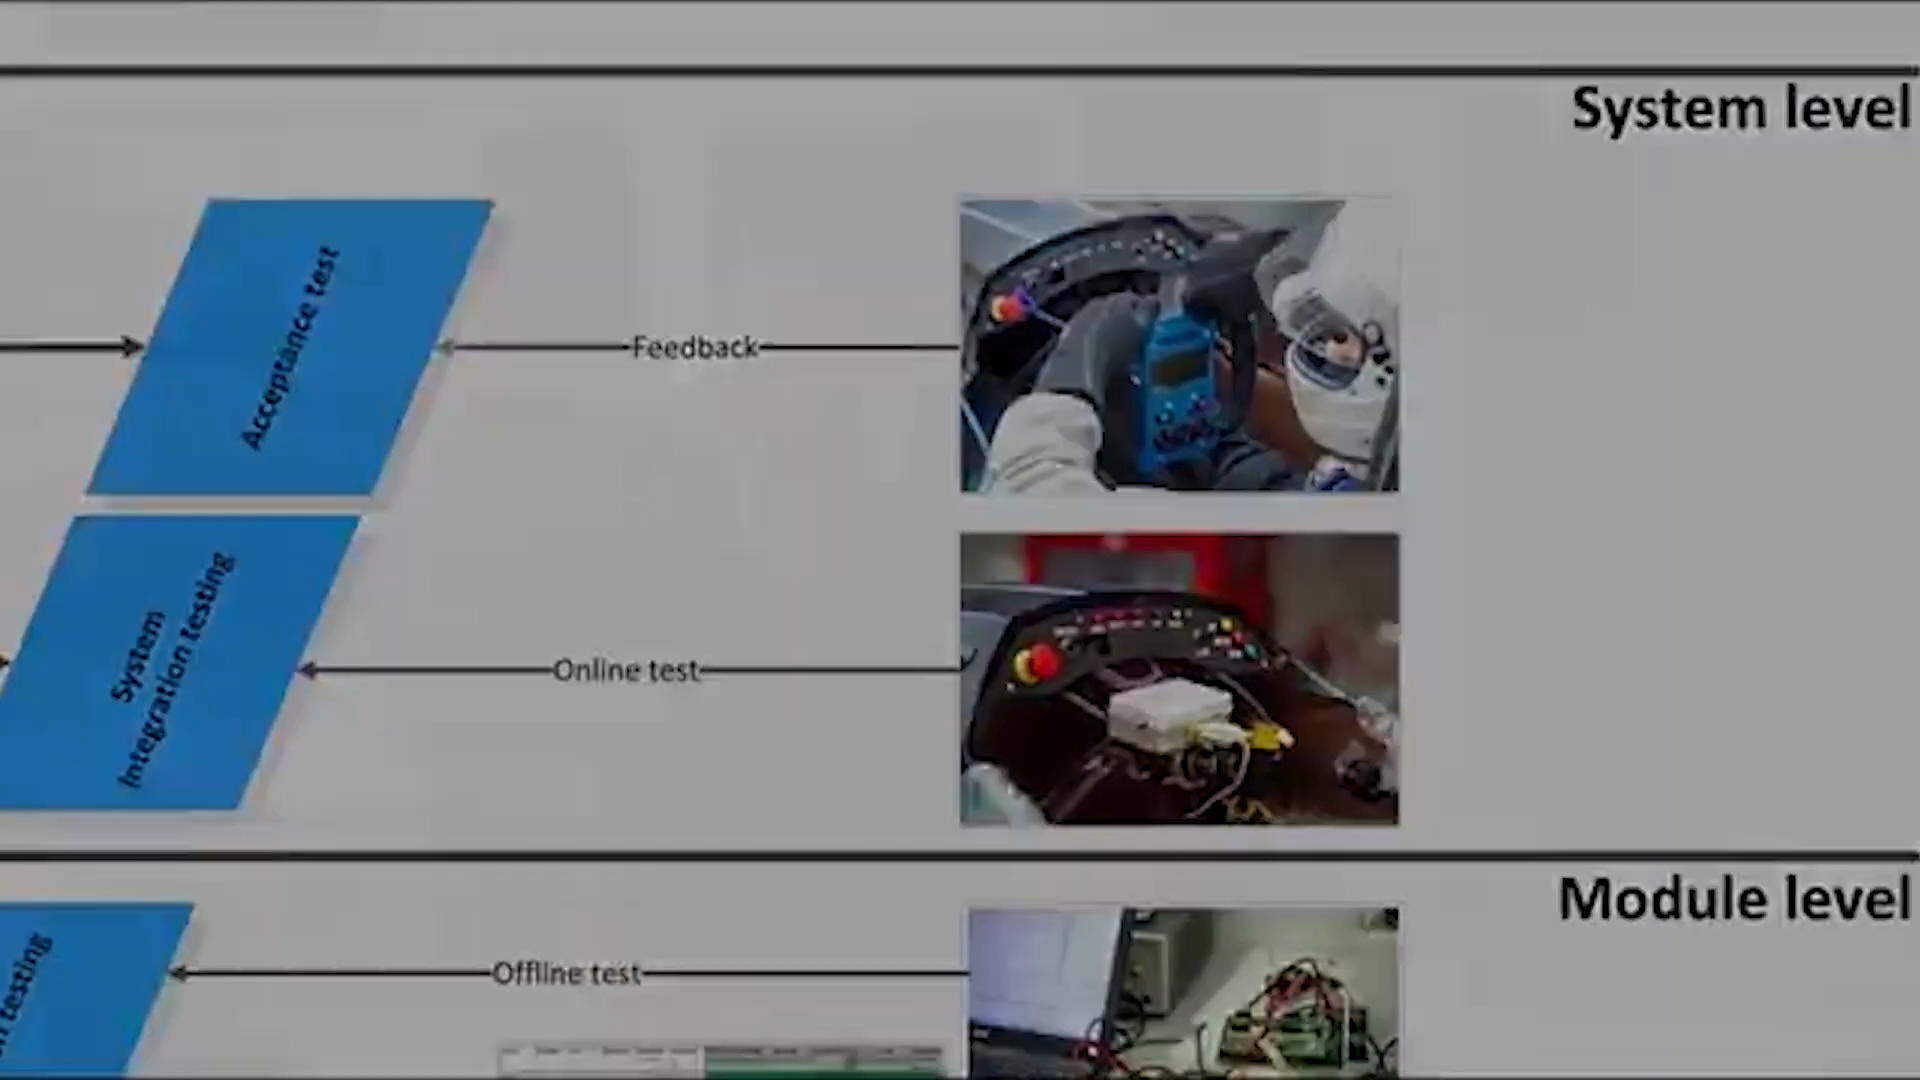 System level
Acceptance test
Feedback
System
Integration testing
Online test
Module level
testing
Offline test